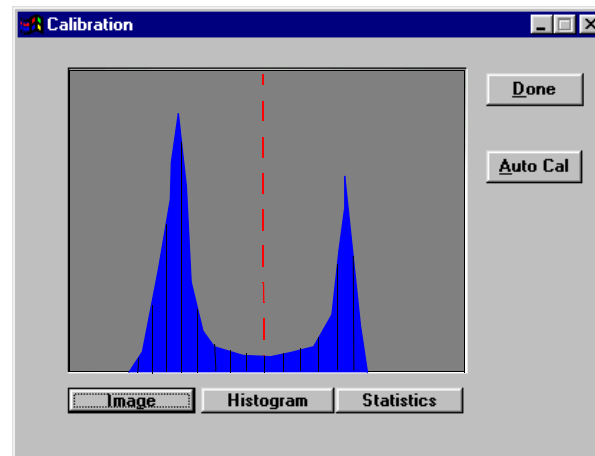 Calibration
Done
Auto Cal
Image
Histogram
Statistics